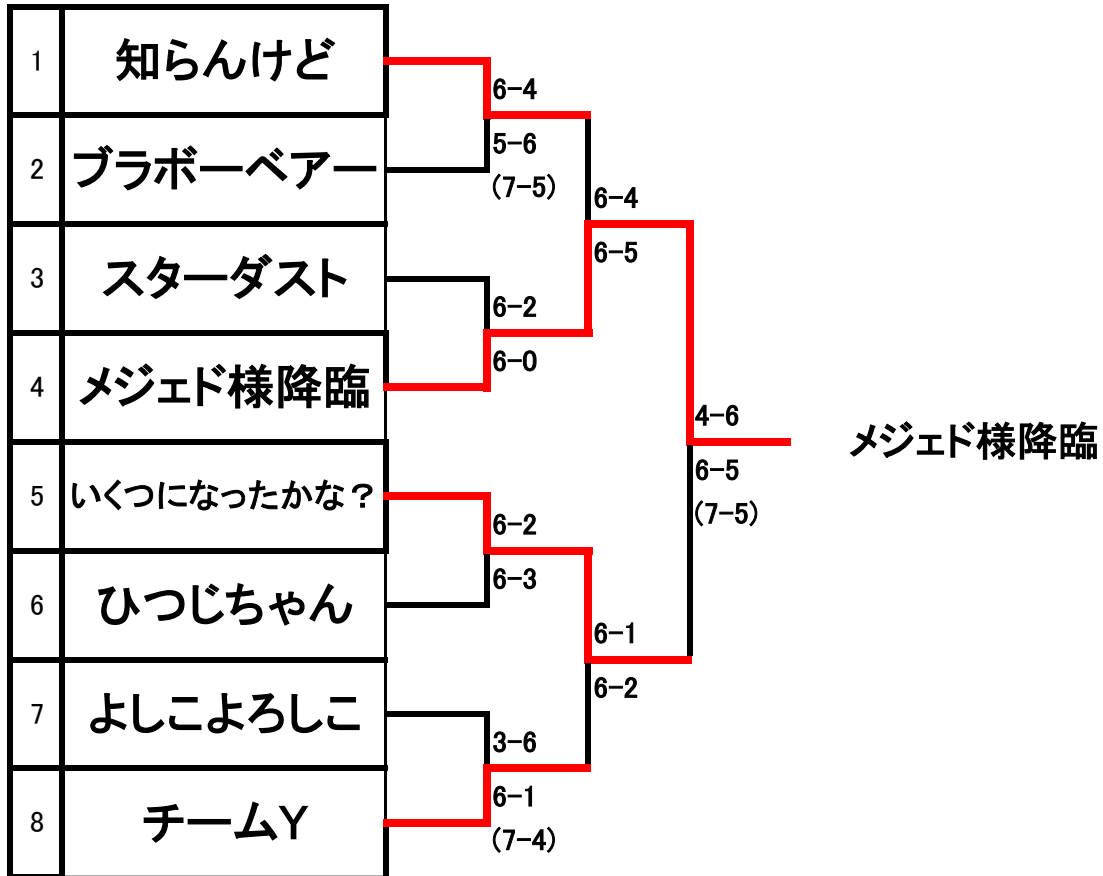 1 知らんけど
2 ブラボーベアー
3 スターダスト
4 メジェド様降臨
5 いくつになったかな？
6 ひつじちゃん
7 よしこよろしこ
8 チームY
6-4
5-6
(7-5)
6-2
6-0
6-2
6-3
3-6
6-1
(7-4)
6-4
6-5
6-1
6-2
4-6
6-5
(7-5)
メジェド様降臨